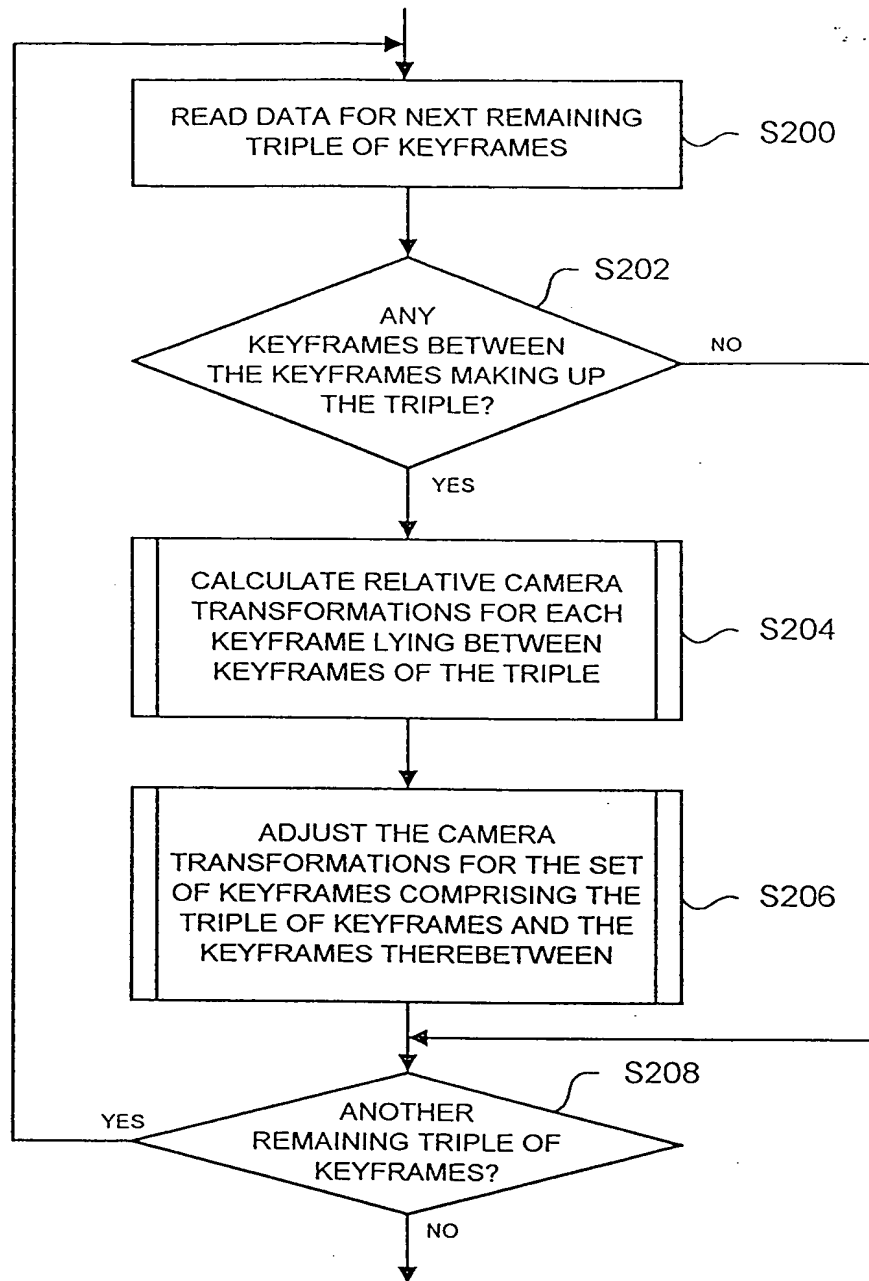 READ DATA FOR NEXT REMAINING
TRIPLE OF KEYFRAMES
S200
S202
ANY
KEYFRAMES BETWEEN
THE KEYFRAMES MAKING UP
THE TRIPLE?
NO
YES
CALCULATE RELATIVE CAMERA
TRANSFORMATIONS FOR EACH
KEYFRAME LYING BETWEEN
KEYFRAMES OF THE TRIPLE
S204
ADJUST THE CAMERA
TRANSFORMATIONS FOR THE SET
OF KEYFRAMES COMPRISING THE
TRIPLE OF KEYFRAMES AND THE
KEYFRAMES THEREBETWEEN
S206
S208
YES
ANOTHER
REMAINING TRIPLE OF
KEYFRAMES?
NO